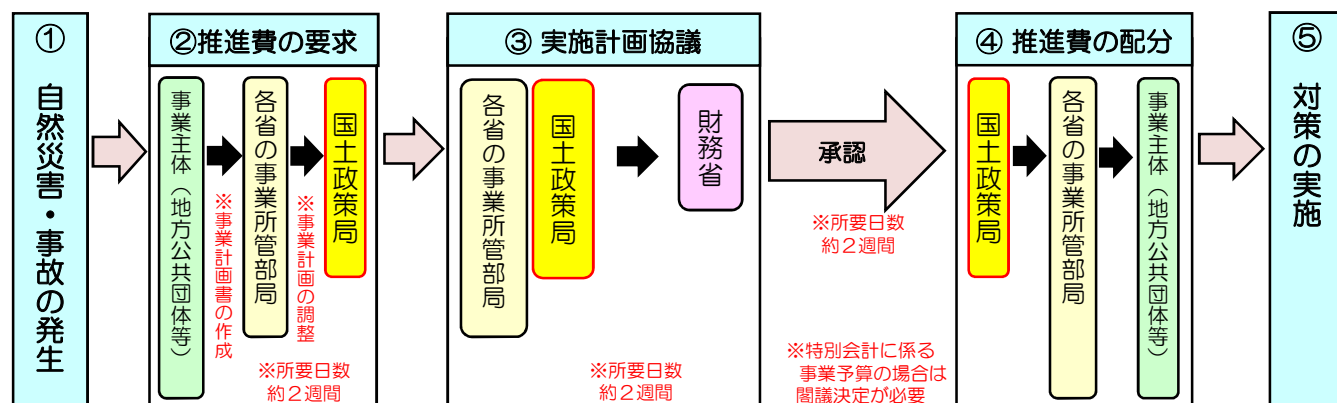 ① 自然災害・事故の発生
②推進費の要求
事業主体（地方公共団体等）
※事業計画書の作成
各省の事業所管部局
※事業計画の調整
国土政策局
※所要日数
約２週間
③ 実施計画協議
各省の事業所管部局
国土政策局
財務省
※所要日数
約２週間
承認
※所要日数
約２週間
※特別会計に係る
事業予算の場合は
閣議決定が必要
④ 推進費の配分
国土政策局
各省の事業所管部局
事業主体（地方公共団体等）
⑤ 対策の実施